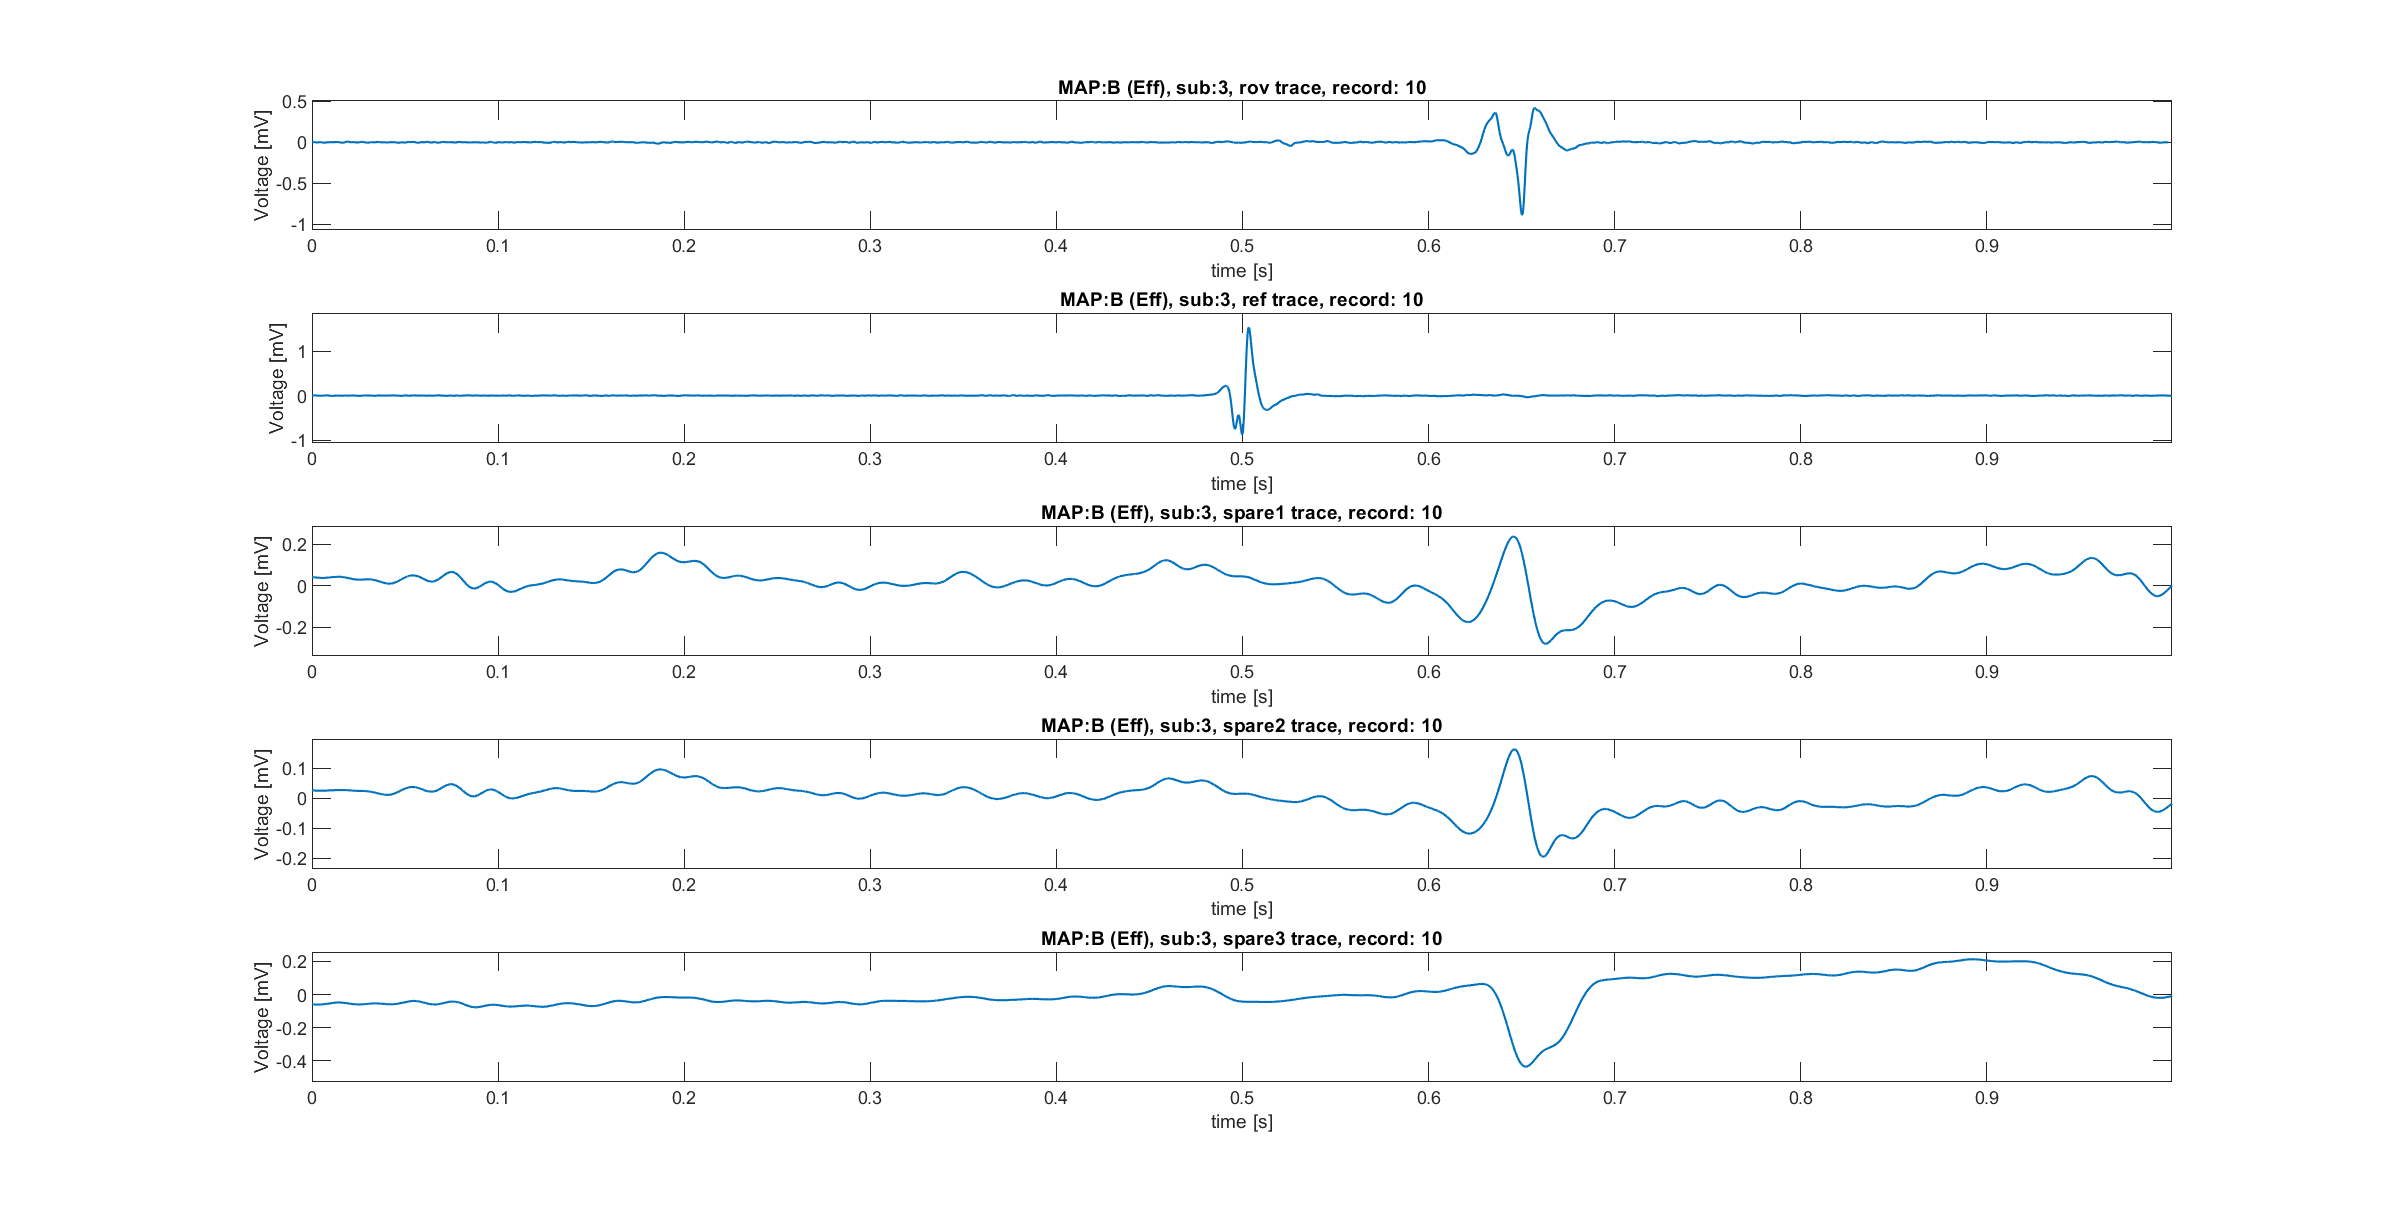 MAP:B (Eff), sub:3, rov trace, record: 10
Voltage [mV]
0.5
0
-0.5
-1
0 0.1 0.2 0.3 0.4 0.5 0.6 0.7 0.8 0.9
time [s]
MAP:B (Eff), sub:3, ref trace, record: 10
Voltage [mV]
1
0
-1
0 0.1 0.2 0.3 0.4 0.5 0.6 0.7 0.8 0.9
time [s]
MAP:B (Eff), sub:3, spare1 trace, record: 10
Voltage [mV]
0.2
0
-0.2
0 0.1 0.2 0.3 0.4 0.5 0.6 0.7 0.8 0.9
time [s]
MAP:B (Eff), sub:3, spare2 trace, record: 10
Voltage [mV]
0.1
0
-0.1
-0.2
0 0.1 0.2 0.3 0.4 0.5 0.6 0.7 0.8 0.9
time [s]
MAP:B (Eff), sub:3, spare3 trace, record: 10
Voltage [mV]
0.2
0
-0.2
-0.4
0 0.1 0.2 0.3 0.4 0.5 0.6 0.7 0.8 0.9
time [s]